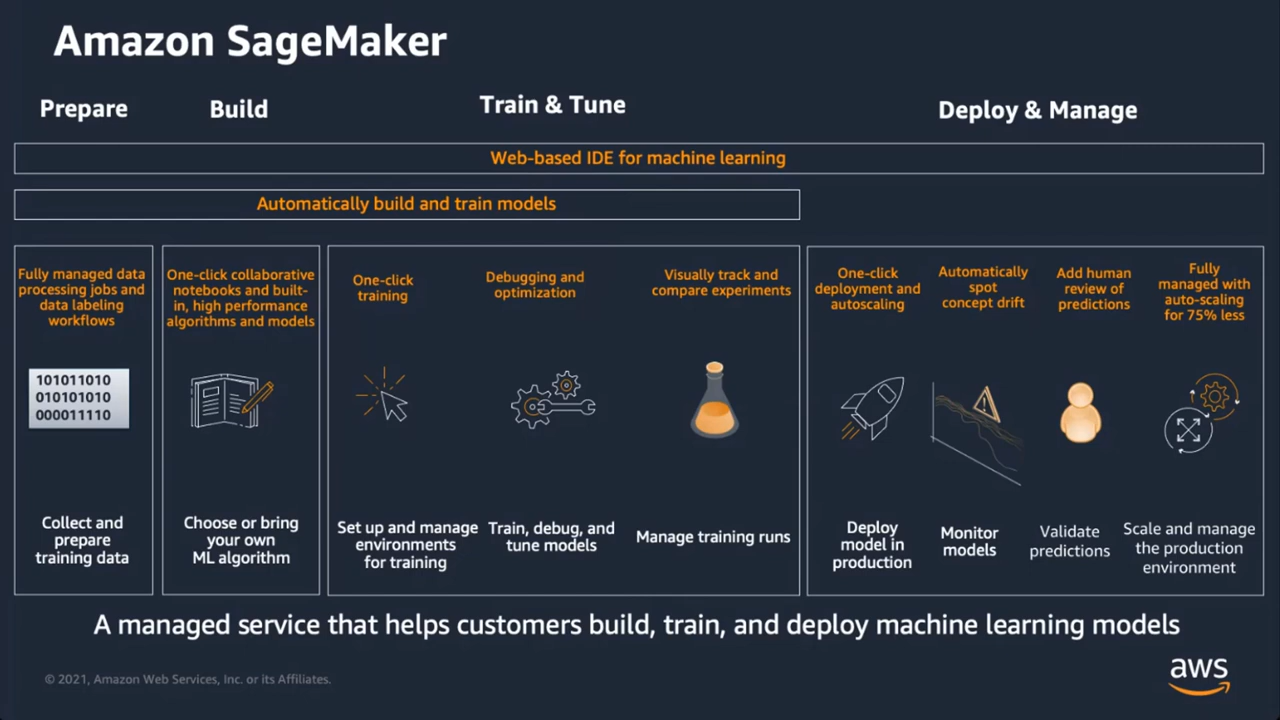 Amazon SageMaker
Prepare
Build
Train & Tune
Deploy & Manage
Web-based IDE for machine learning
Automatically build and train models
Fully managed data
processing jobs and
data labeling
workflows
101011010
010101010
000011110
Collect and
prepare
training data
One-click collaborative
notebooks and built-
in, high performance
algorithms and models
Choose or bring
your own
ML algorithm
One-click
training
Set up and manage
environments
for training
Debugging and
optimization
Train, debug, and
tune models
Visually track and
compare experiments
Manage training runs
One-click
deployment and
autoscaling
Deploy
model in
production
Automatically
spot
concept drift
Monitor
models
Add human
review of
predictions
Validate
predictions
Fully
managed with
auto-scaling
for 75% less
Scale and manage
the production
environment
A managed service that helps customers build, train, and deploy machine learning models
© 2021, Amazon Web Services, Inc. or its Affiliates.
aws